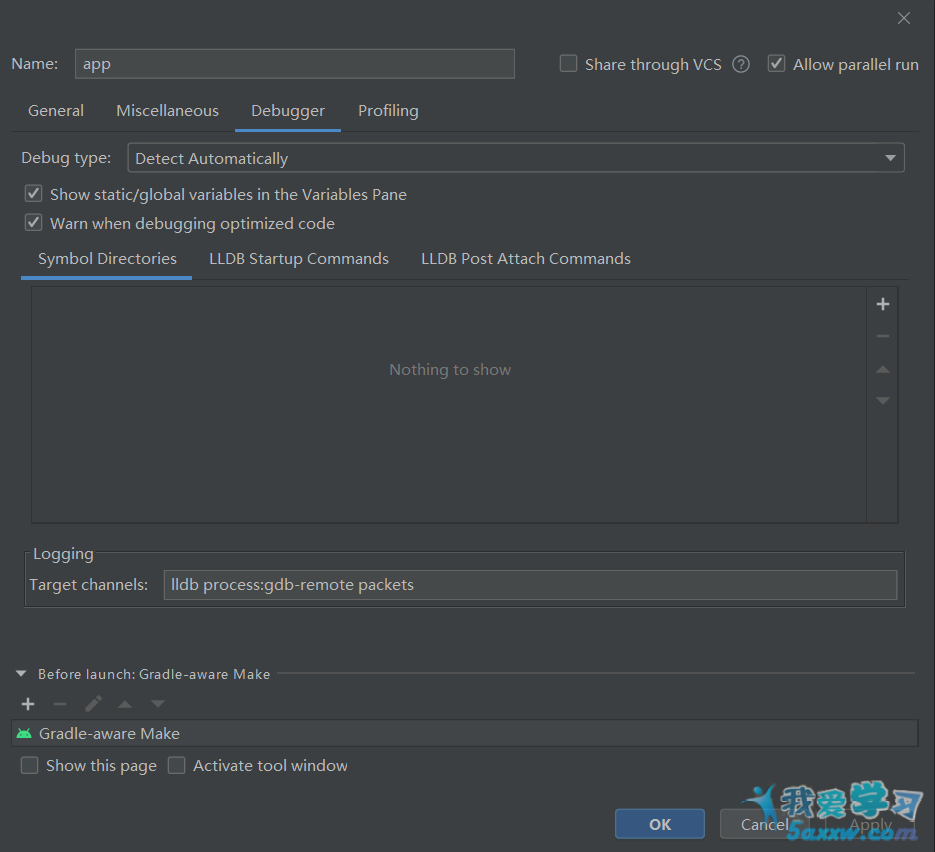 Name: app Share through VCS ? Allow parallel run
General Miscellaneous Debugger Profiling
Debug type: Detect Automatically
Show static/global variables in the Variables Pane
Warn when debugging optimized code
Symbol Directories LLDB Startup Commands LLDB Post Attach Commands
Nothing to show
Logging
Target channels: lldb process:gdb-remote packets
Before launch: Gradle-aware Make
Gradle-aware Make
Show this page Activate tool window
我爱学习
OK Cancel Apply
5axxw.com